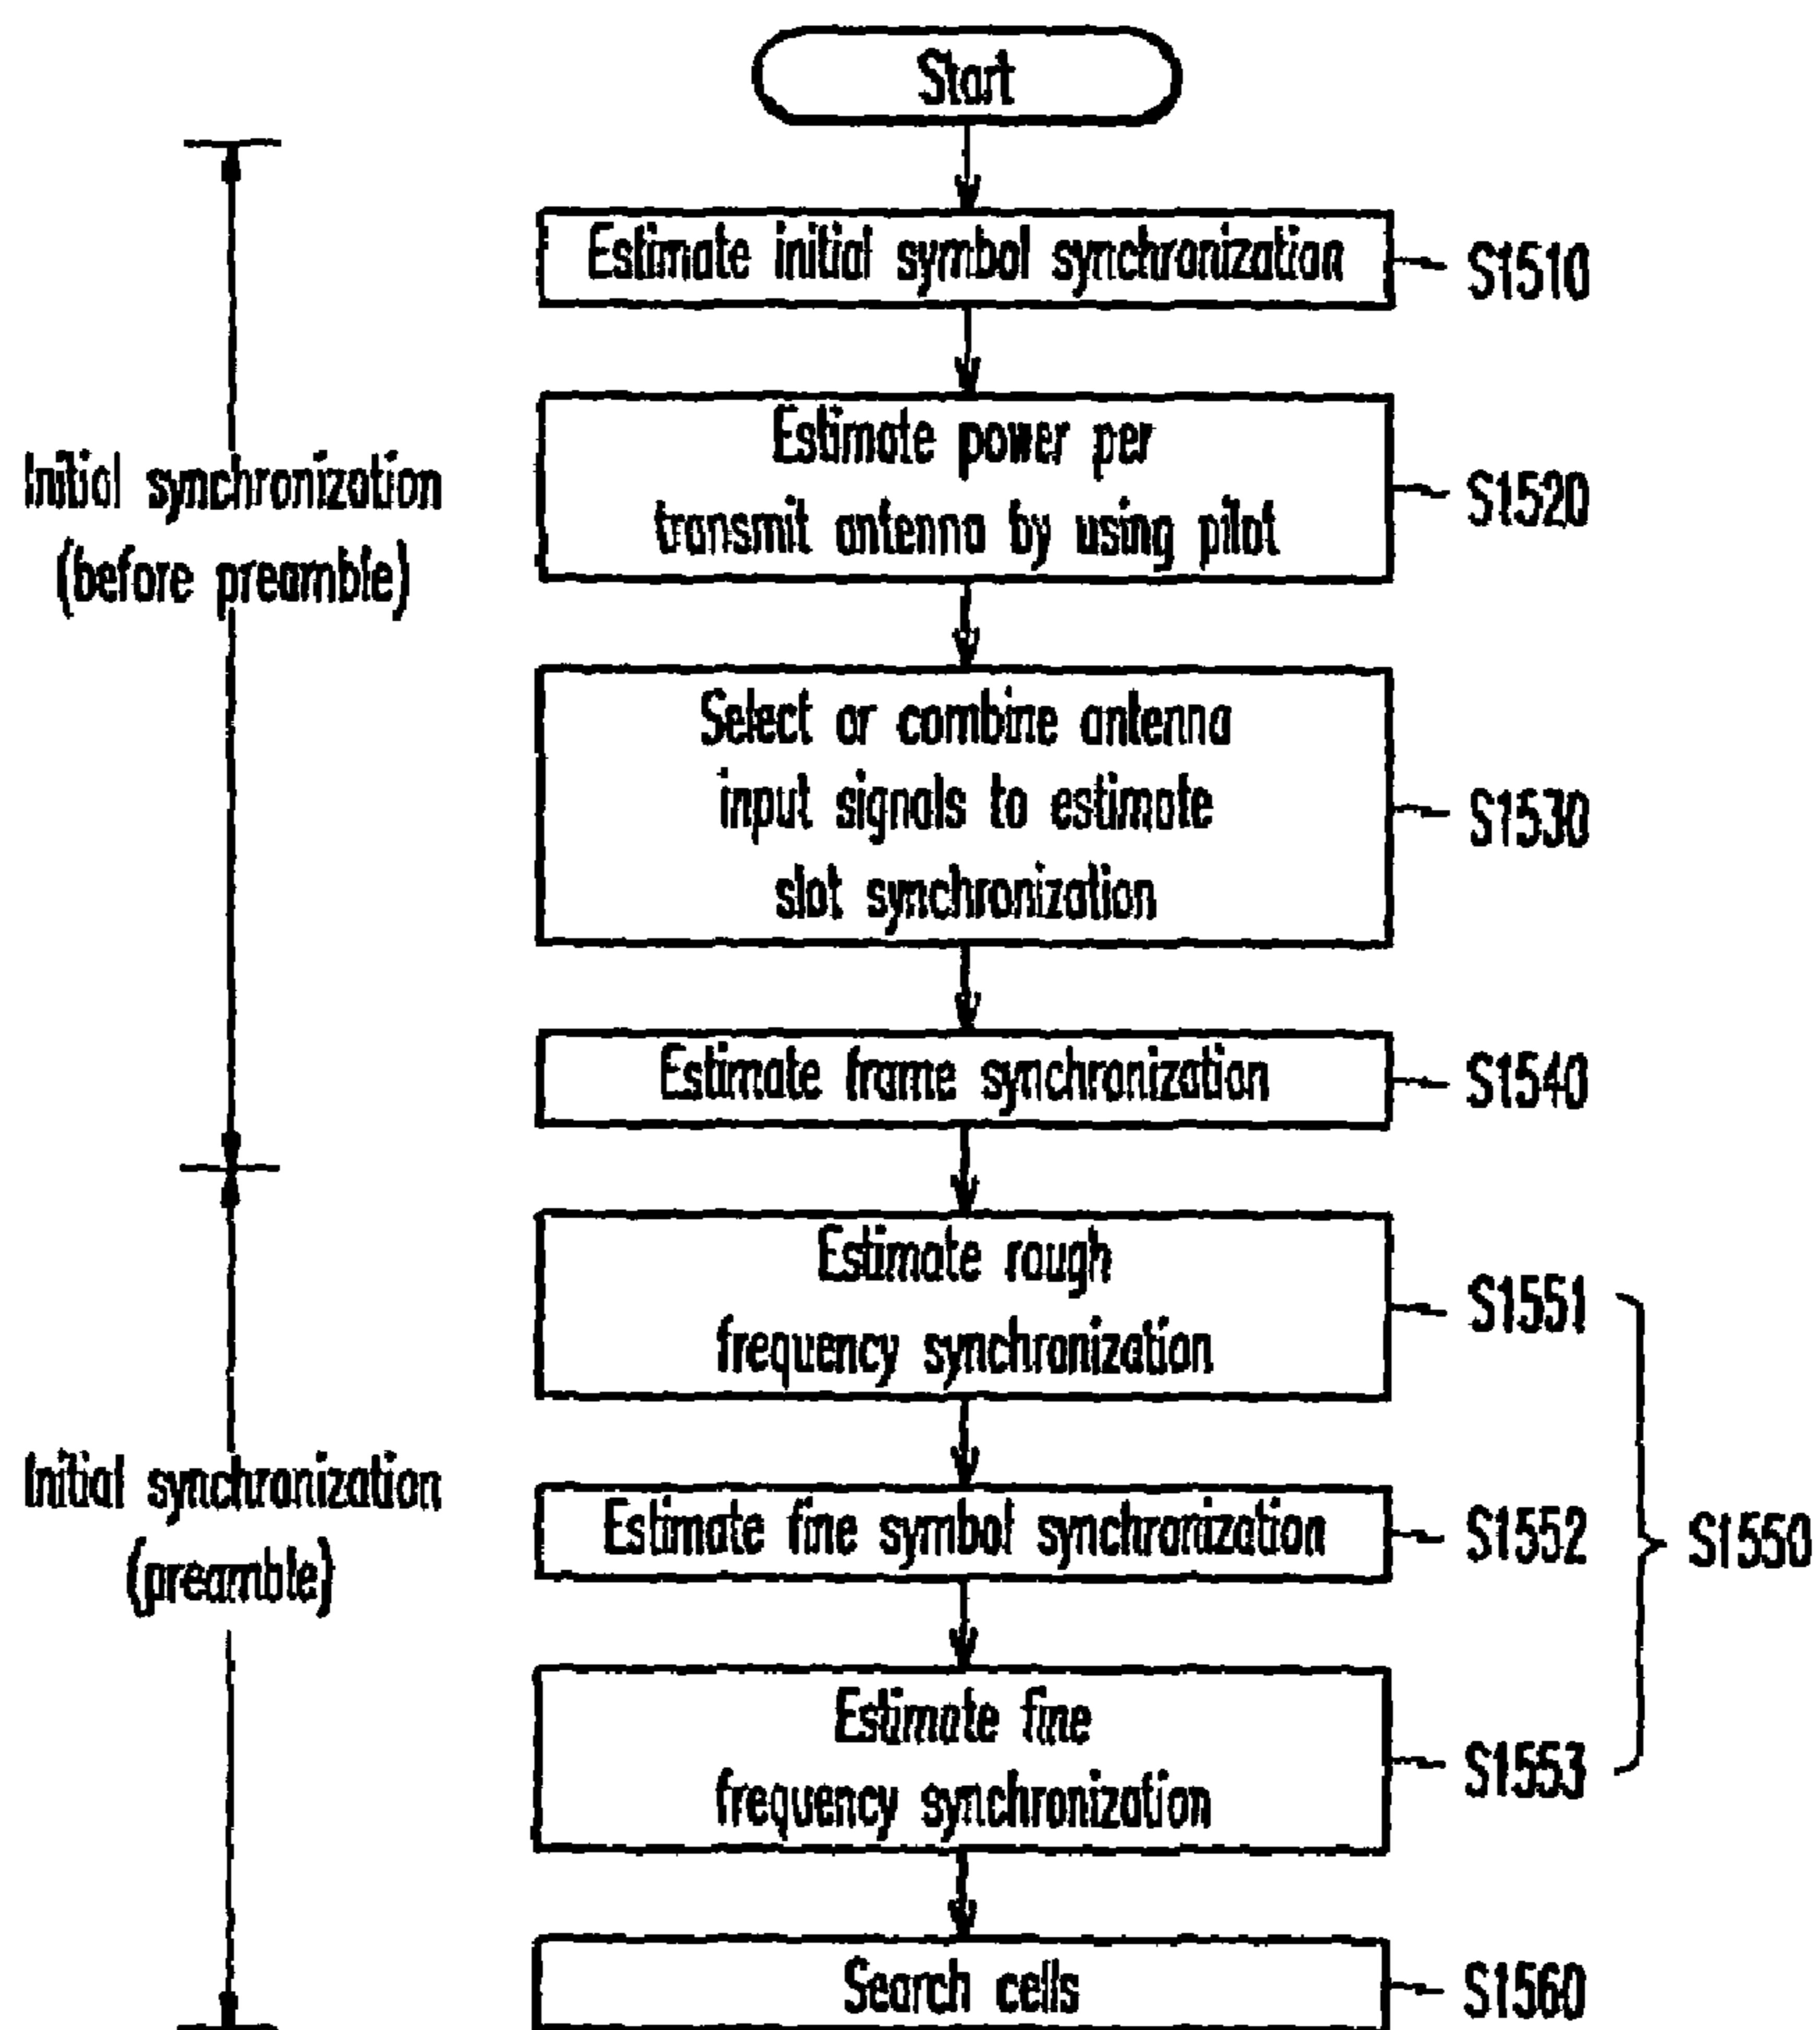 Start
Estimate initial symbol synchronization
S1510
Estimate power per
transmit antenna by using pilot
S1520
Initial synchronization
(before preamble)
Select or combine antenna
input signals to estimate
slot synchronization
S1530
Estimate frame synchronization
S1540
Estimate rough
frequency synchronization
S1551
Initial synchronization
(preamble)
Estimate fine symbol synchronization
S1552
S1550
Estimate fine
frequency synchronization
S1553
Search cells
S1560